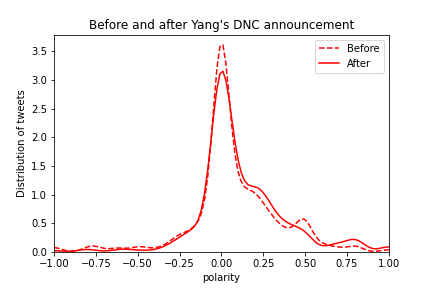 Before and after Yang's DNC announcement
Before
After
Distribution of tweets
3.5
3.0
2.5
2.0
1.5
1.0
0.5
0.0
−1.00 −0.75 −0.50 −0.25 0.00 0.25 0.50 0.75 1.00
polarity